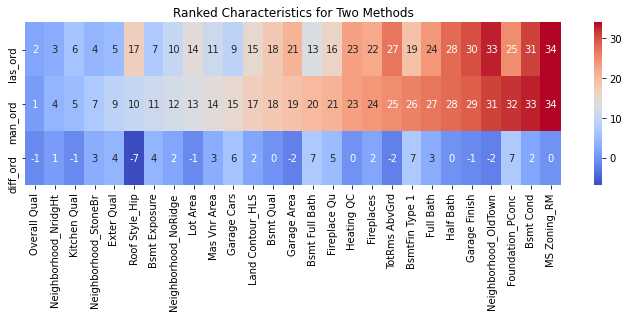 Ranked Characteristics for Two Methods
las_ord 2 3 6 4 5 17 7 10 14 11 9 15 18 21 13 16 23 22 27 19 24 28 30 33 25 31 34
man_ord 1 4 5 7 9 10 11 12 13 14 15 17 18 19 20 21 23 24 25 26 27 28 29 31 32 33 34
diff_ord -1 1 -1 3 4 -7 4 2 -1 3 6 2 0 -2 7 5 0 2 -2 7 3 0 -1 -2 7 2 0
Overall Qual
Neighborhood_NridgHt
Kitchen Qual
Neighborhood_StoneBr
Exter Qual
Roof Style_Hip
Bsmt Exposure
Neighborhood_NoRidge
Lot Area
Mas Vnr Area
Garage Cars
Land Contour_HLS
Bsmt Qual
Garage Area
Bsmt Full Bath
Fireplace Qu
Heating QC
Fireplaces
TotRms AbvGrd
BsmtFin Type 1
Full Bath
Half Bath
Garage Finish
Neighborhood_OldTown
Foundation_PConc
Bsmt Cond
MS Zoning_RM
30
20
10
0